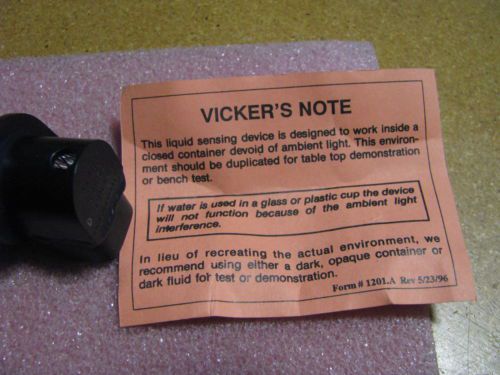 VICKER'S NOTE
This liquid sensing device is designed to work inside a
closed container devoid of ambient light. This environ-
ment should be duplicated for table top demonstration
or bench test.
If water is used in a glass or plastic cup the device
will not function because of the ambient light
interference.
In lieu of recreating the actual environment, we
recommend using either a dark, opaque container or
dark fluid for test or demonstration.
Form # 1201.A Rev 5/23/96